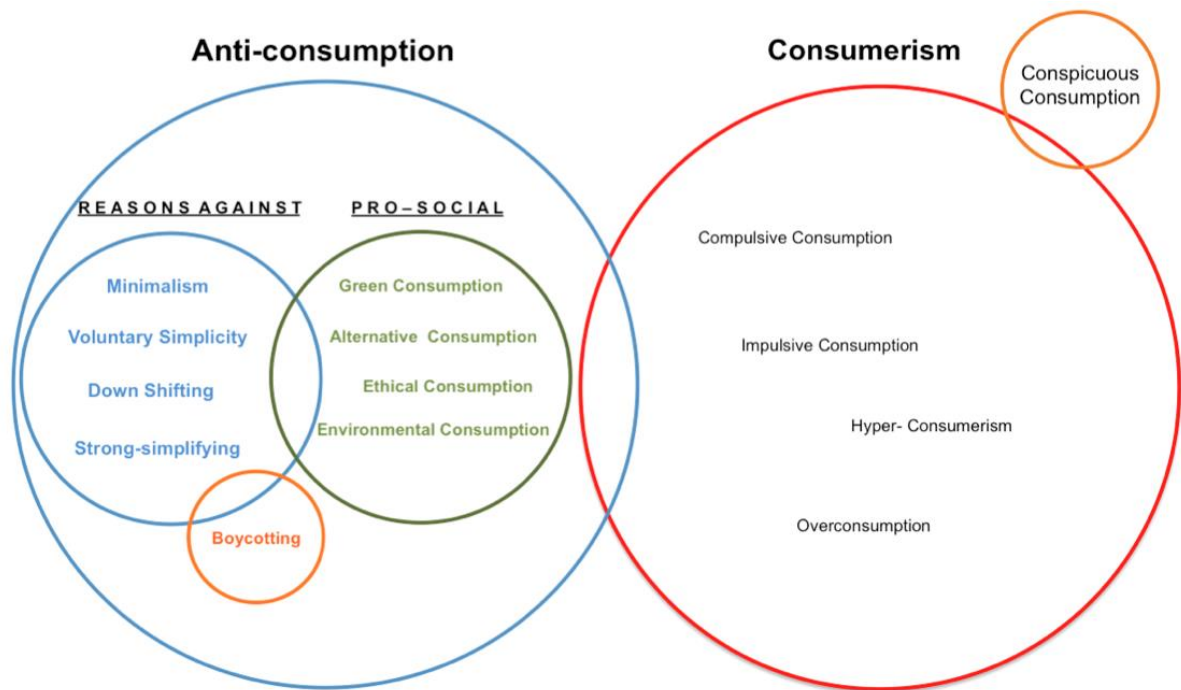 Anti-consumption
Consumerism
Conspicuous
Consumption
REASONS AGAINST
PRO–SOCIAL
Minimalism
Voluntary Simplicity
Down Shifting
Strong-simplifying
Boycotting
Green Consumption
Alternative Consumption
Ethical Consumption
Environmental Consumption
Compulsive Consumption
Impulsive Consumption
Hyper- Consumerism
Overconsumption